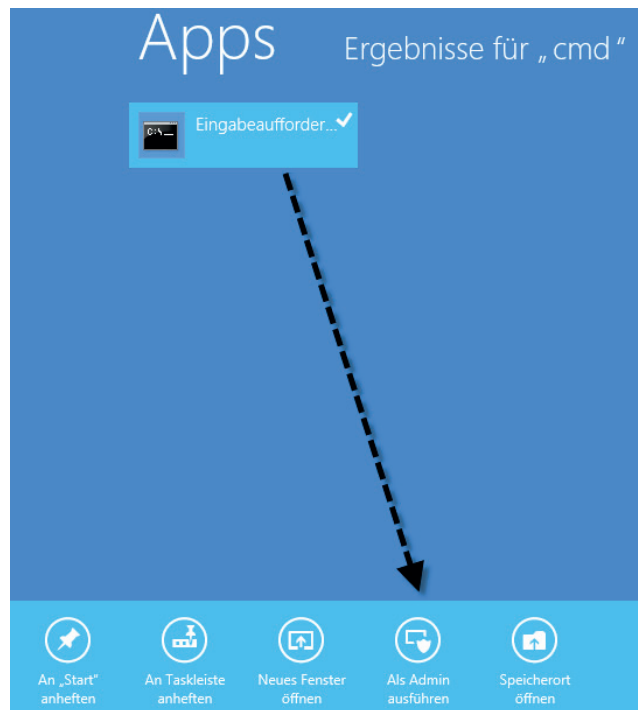 Apps Ergebnisse für „ cmd “
C:\_ Eingabeaufforder...
An „Start“ anheften
An Taskleiste anheften
Neues Fenster öffnen
Als Admin ausführen
Speicherort öffnen